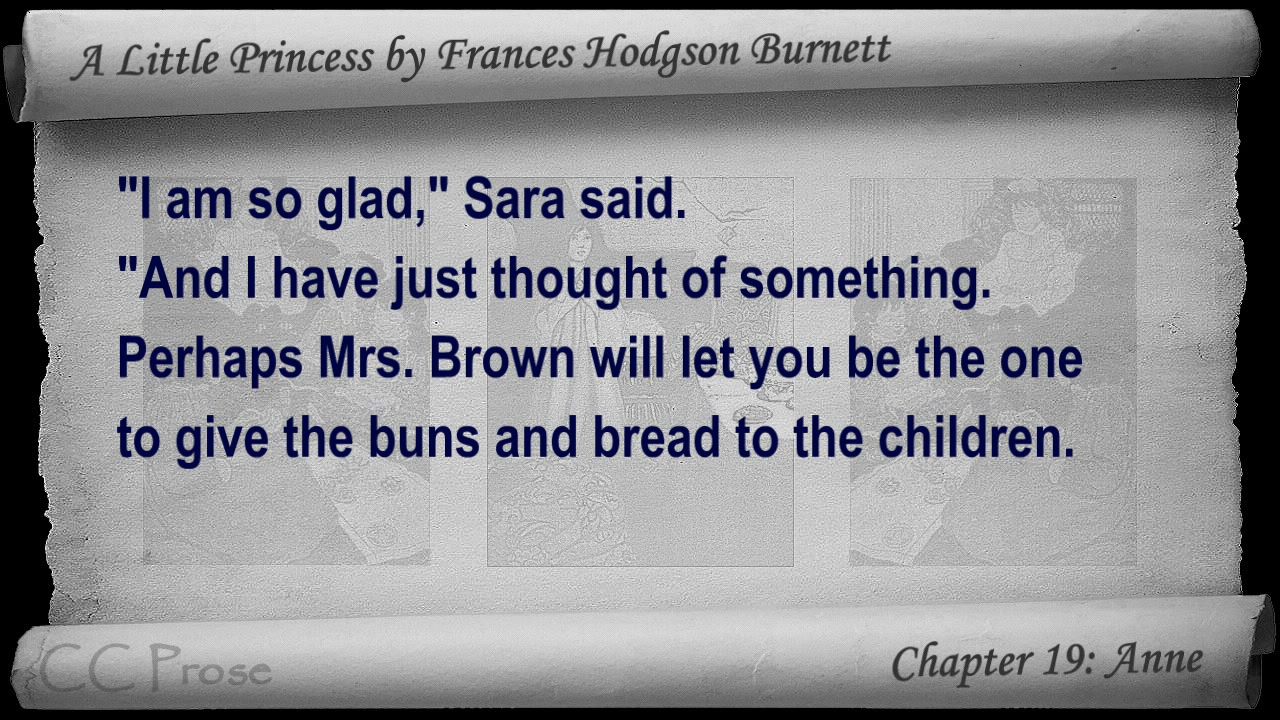 A Little Princess by Frances Hodgson Burnett
"I am so glad," Sara said.
"And I have just thought of something.
Perhaps Mrs. Brown will let you be the one
to give the buns and bread to the children.
CC Prose
Chapter 19: Anne